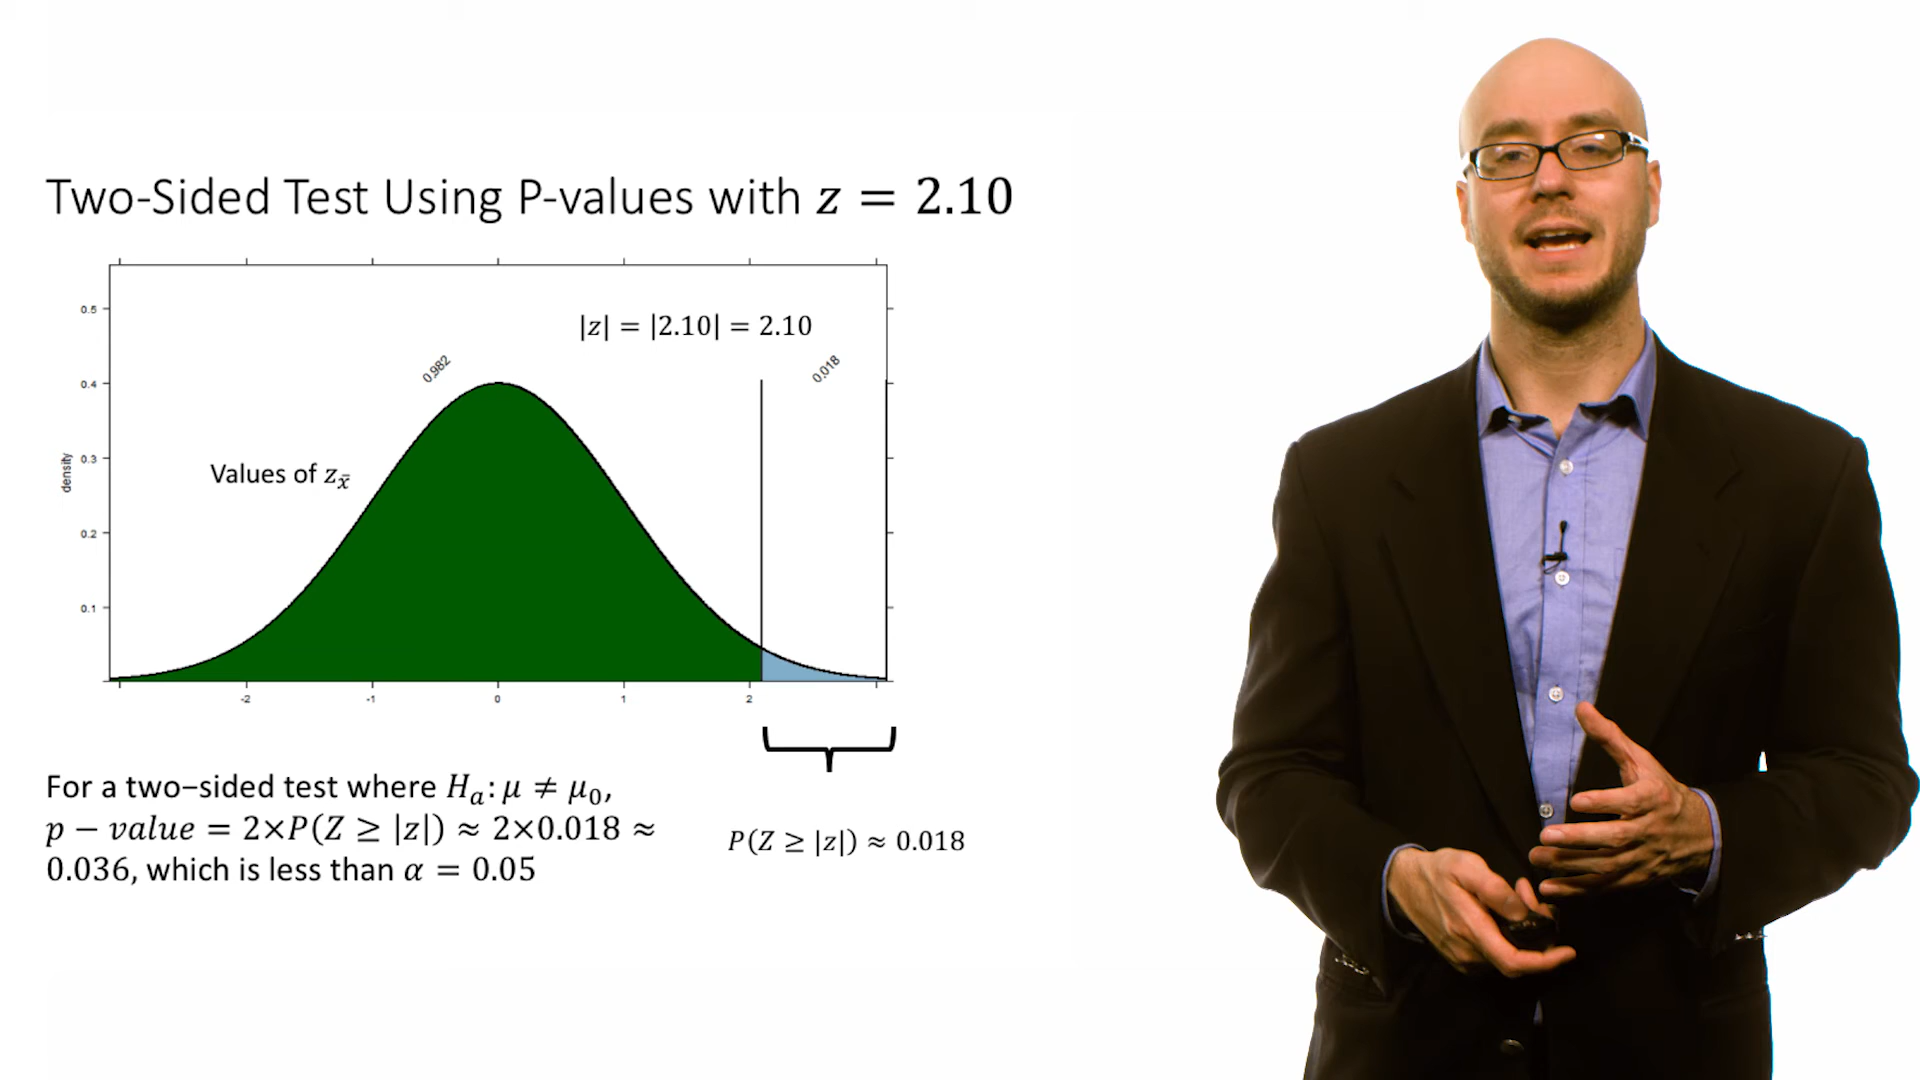 Two-Sided Test Using P-values with z = 2.10
|z| = |2.10| = 2.10
0.982
0.018
0.5
0.4
0.3
0.2
0.1
density
Values of z_x̄
-2
-1
0
1
2
For a two−sided test where Hₐ: μ ≠ μ₀,
p − value = 2×P(Z ≥ |z|) ≈ 2×0.018 ≈
0.036, which is less than α = 0.05
P(Z ≥ |z|) ≈ 0.018